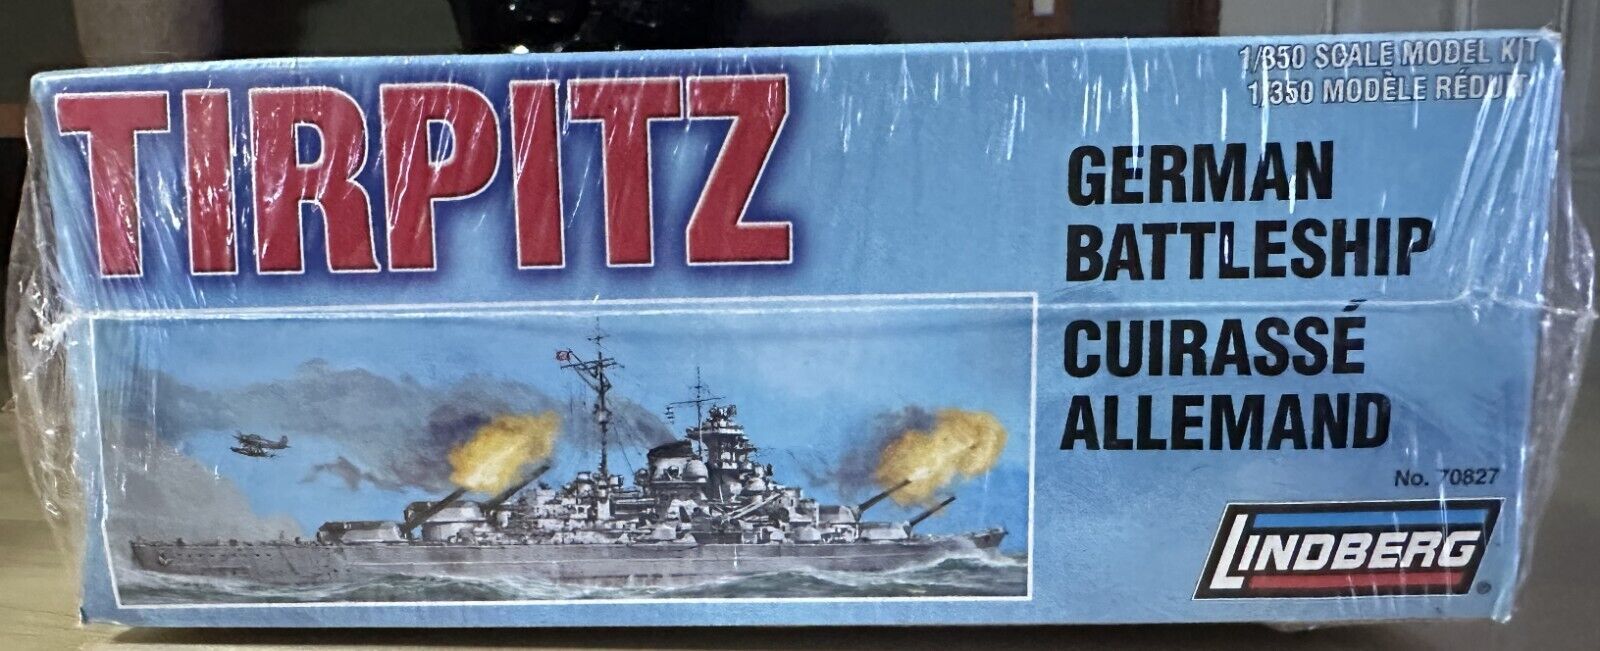 TIRPITZ
1/350 SCALE MODEL KIT
1/350 MODÈLE RÉDUIT
GERMAN
BATTLESHIP
CUIRASSÉ
ALLEMAND
No. 70827
LINDBERG®